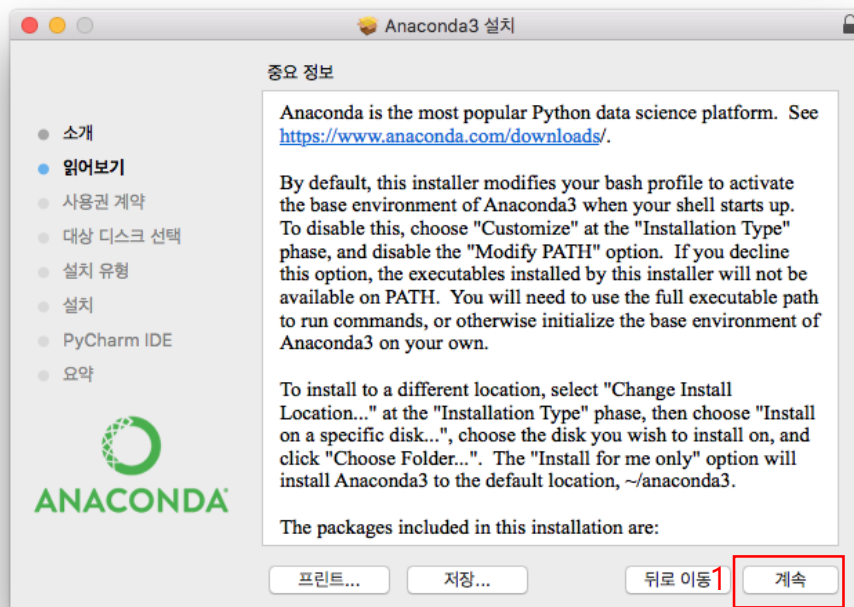 Anaconda3 설치
중요 정보
소개
읽어보기
사용권 계약
대상 디스크 선택
설치 유형
설치
PyCharm IDE
요약
ANACONDA
Anaconda is the most popular Python data science platform.  See
https://www.anaconda.com/downloads/.
By default, this installer modifies your bash profile to activate
the base environment of Anaconda3 when your shell starts up.
To disable this, choose "Customize" at the "Installation Type"
phase, and disable the "Modify PATH" option.  If you decline
this option, the executables installed by this installer will not be
available on PATH.  You will need to use the full executable path
to run commands, or otherwise initialize the base environment of
Anaconda3 on your own.
To install to a different location, select "Change Install
Location..." at the "Installation Type" phase, then choose "Install
on a specific disk...", choose the disk you wish to install on, and
click "Choose Folder...".  The "Install for me only" option will
install Anaconda3 to the default location, ~/anaconda3.
The packages included in this installation are:
프린트... 저장... 뒤로 이동 1 계속